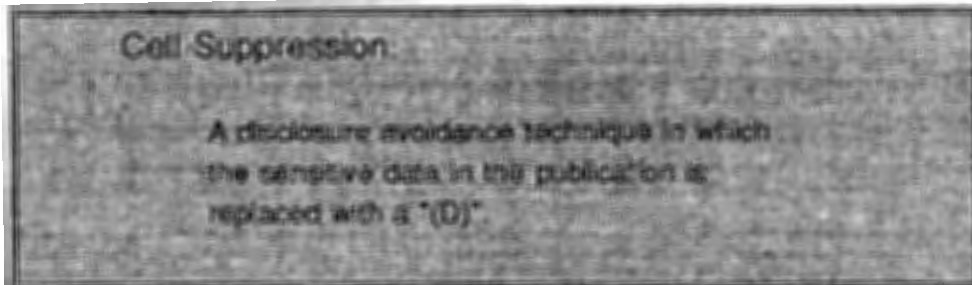 Cell Suppression
A disclosure avoidance technique in which
the sensitive data in the publication is
replaced with a "(D)".